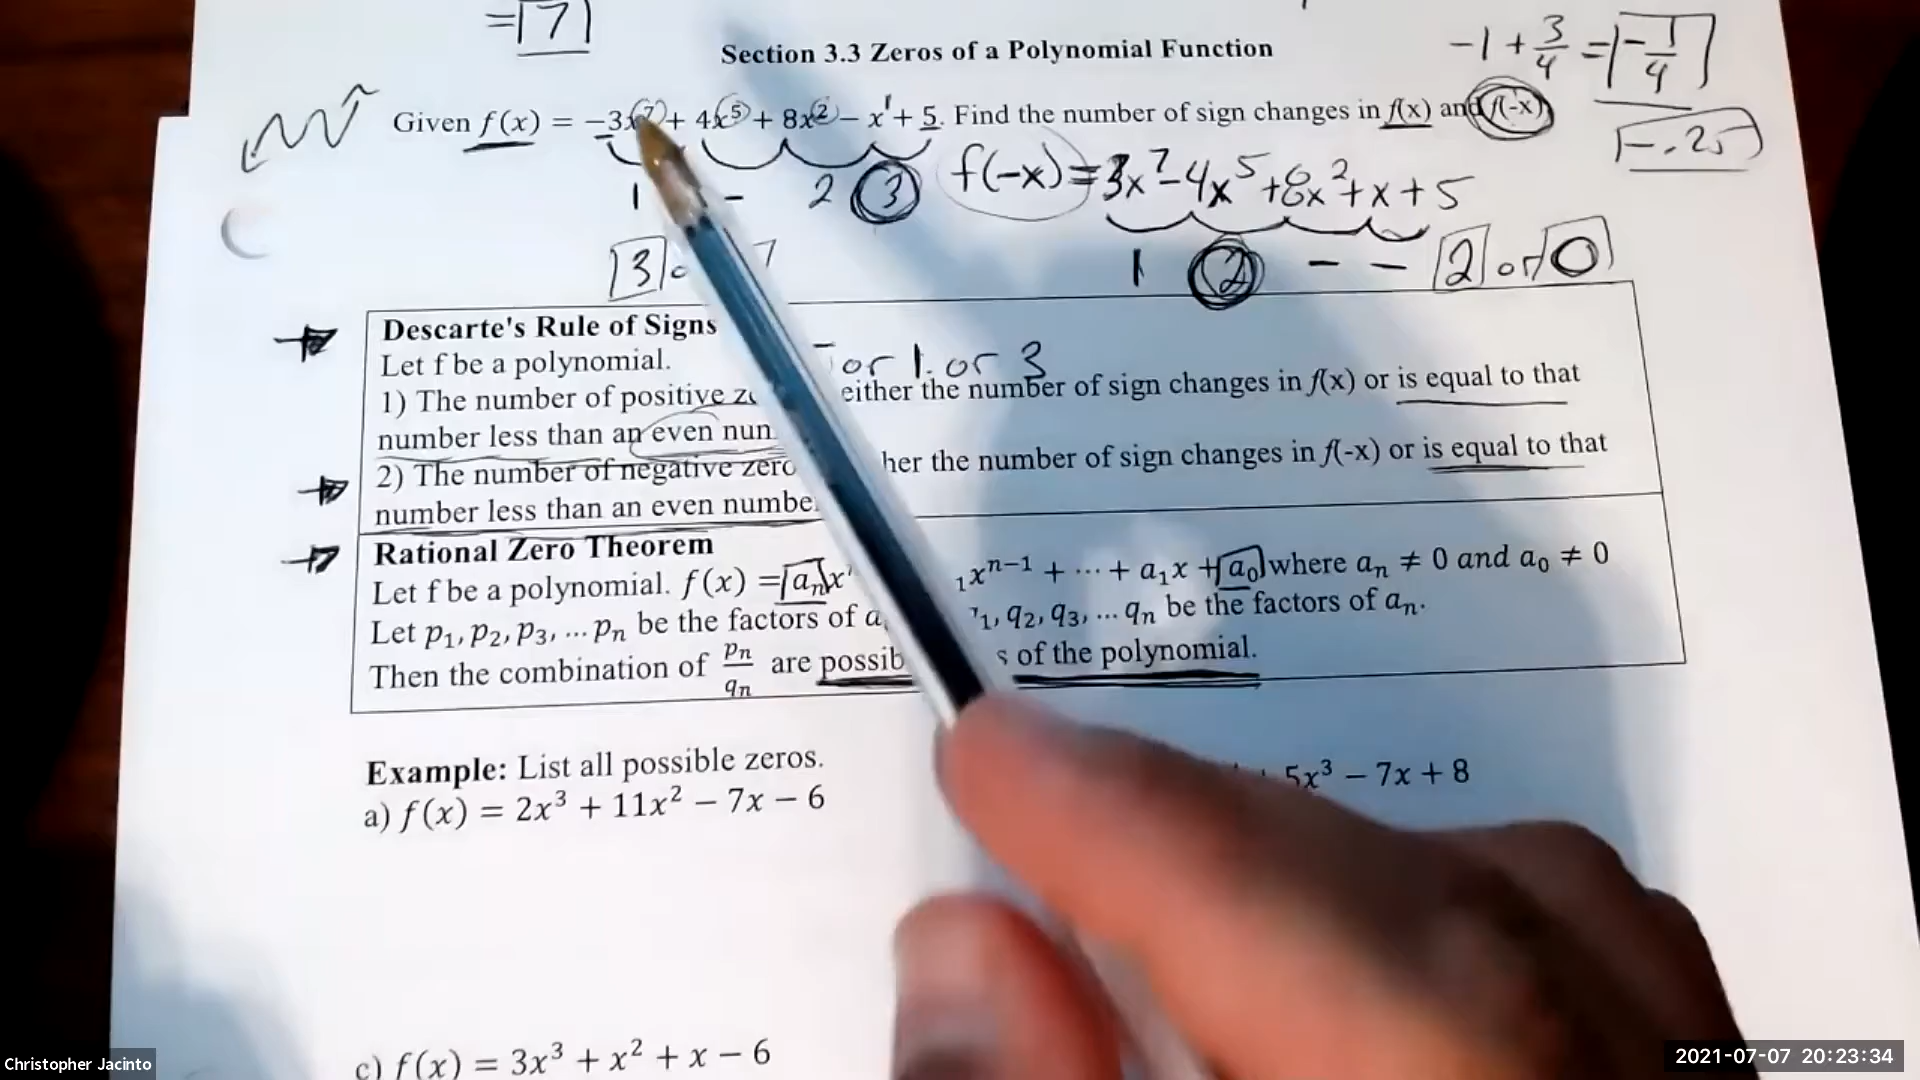 = 7
Section 3.3 Zeros of a Polynomial Function
-1 + 3/4 = -1/4
-.25
Given f(x) = −3x⁷ + 4x⁵ + 8x² − x¹ + 5. Find the number of sign changes in f(x) and f(-x)
f(-x) = 3x⁷ - 4x⁵ + 8x² + x + 5
1 - 2 3
1 2 - - 2 or 0
3
Descarte's Rule of Signs
Let f be a polynomial.
or 1 or 3
1) The number of positive either the number of sign changes in f(x) or is equal to that
number less than an even
2) The number of negative the number of sign changes in f(-x) or is equal to that
number less than an even
Rational Zero Theorem
Let f be a polynomial. f(x) = aₙx xⁿ⁻¹ + ⋯ + a₁x + a₀ where aₙ ≠ 0 and a₀ ≠ 0
Let p₁, p₂, p₃, … pₙ be the factors of q₂, q₃, … qₙ be the factors of aₙ.
Then the combination of pₙ/qₙ are of the polynomial.
Example: List all possible zeros.
a) f(x) = 2x³ + 11x² − 7x − 6
5x³ − 7x + 8
c) f(x) = 3x³ + x² + x − 6
Christopher Jacinto
2021-07-07 20:23:34